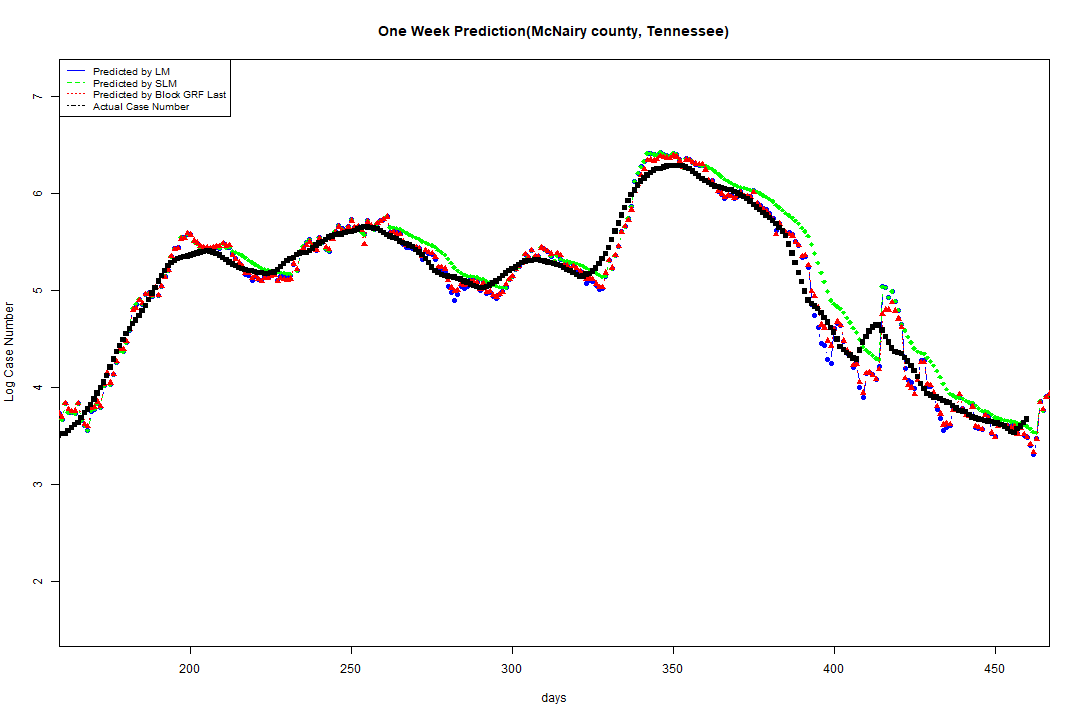 One Week Prediction(McNairy county, Tennessee)
Predicted by LM
Predicted by SLM
Predicted by Block GRF Last
Actual Case Number
7
6
5
4
3
2
Log Case Number
200
250
300
350
400
450
days